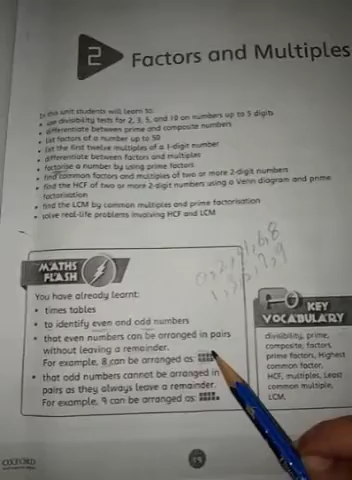 2
Factors and Multiples
In this unit students will learn to:
• use divisibility tests for 2, 3, 5, and 10 on numbers up to 5 digits
• differentiate between prime and composite numbers
• list factors of a number up to 50
• list the first twelve multiples of a 1-digit number
• differentiate between factors and multiples
• factorise a number by using prime factors
• find common factors and multiples of two or more 2-digit numbers
• find the HCF of two or more 2-digit numbers using a Venn diagram and prime
factorisation
• find the LCM by common multiples and prime factorisation
• solve real-life problems involving HCF and LCM
MATHS
FLASH
You have already learnt:
• times tables
• to identify even and odd numbers
• that even numbers can be arranged in pairs
without leaving a remainder.
For example, 8 can be arranged as:
• that odd numbers cannot be arranged in
pairs as they always leave a remainder.
For example, 9 can be arranged as:
KEY
VOCABULARY
divisibility, prime,
composite, factors,
prime factors, Highest
common factor,
HCF, multiples, Least
common multiple,
LCM.
OXFORD